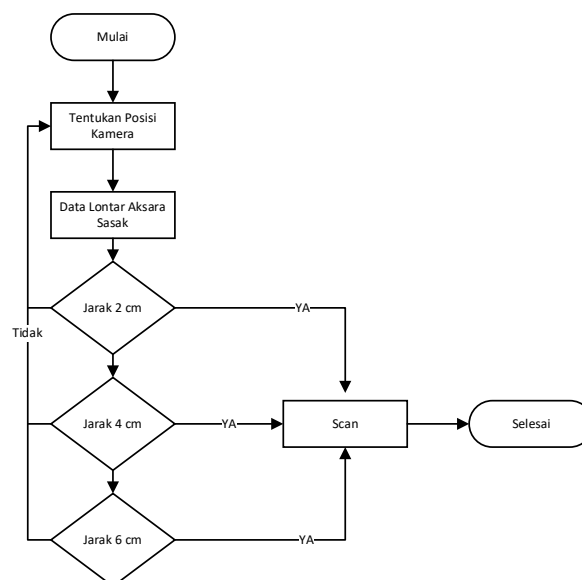 Mulai
Tentukan Posisi
Kamera
Data Lontar Aksara
Sasak
Jarak 2 cm
YA
Tidak
Jarak 4 cm
YA
Scan
Selesai
Jarak 6 cm
YA